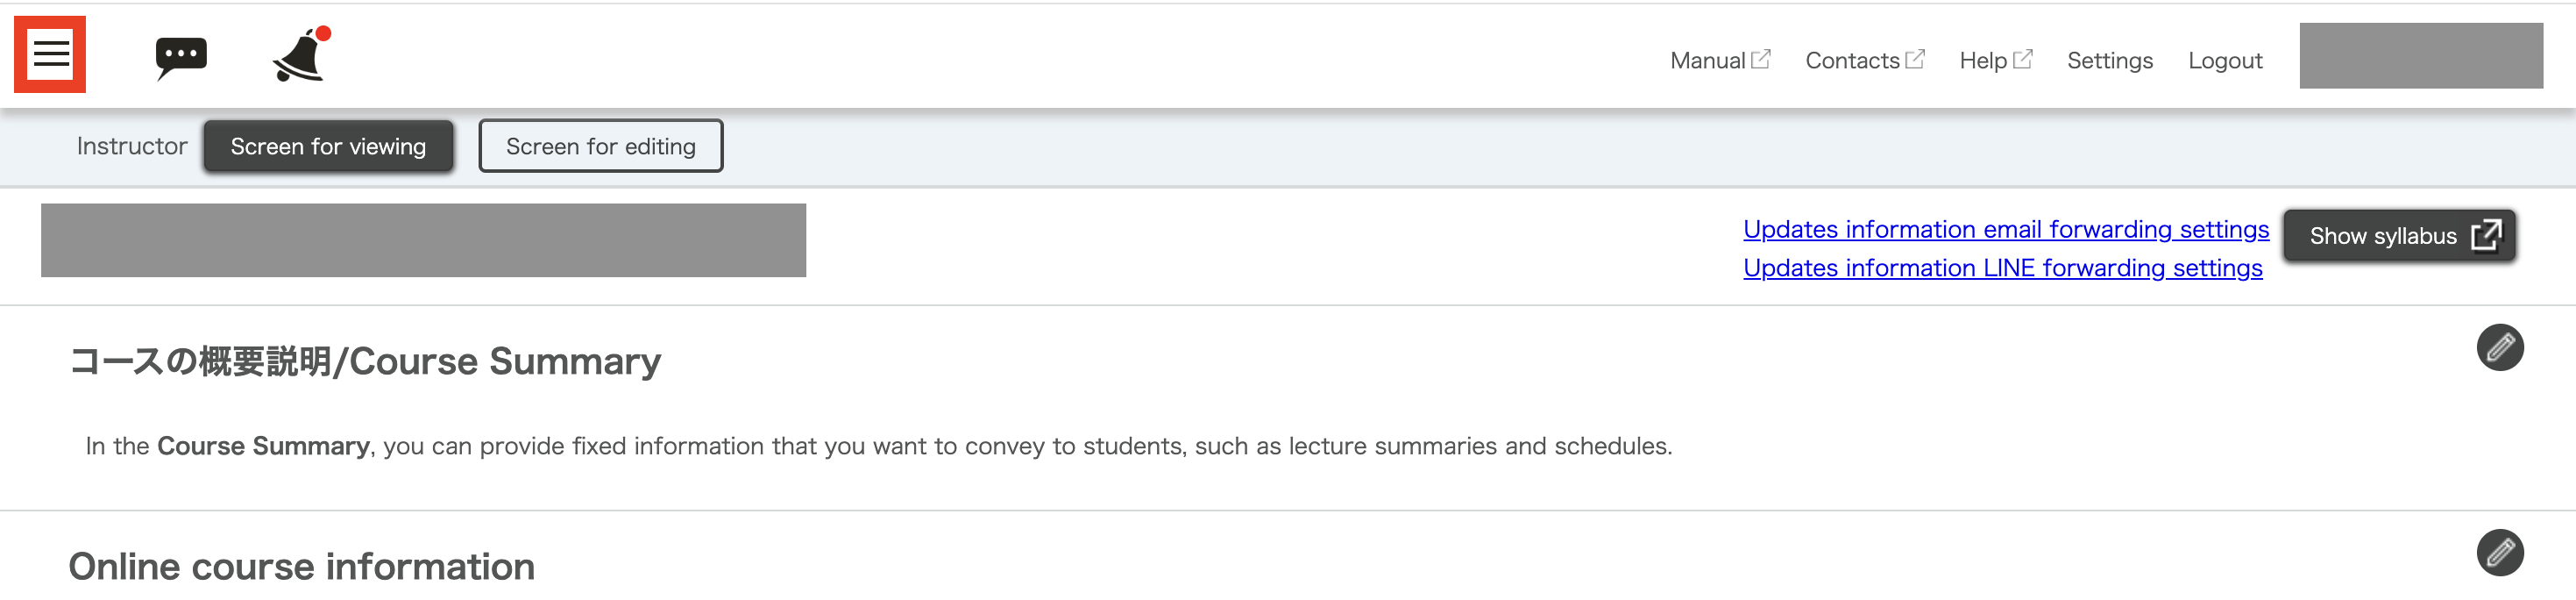 Manual Contacts Help Settings Logout
Instructor Screen for viewing Screen for editing
Updates information email forwarding settings
Show syllabus
Updates information LINE forwarding settings
コースの概要説明/Course Summary
In the Course Summary, you can provide fixed information that you want to convey to students, such as lecture summaries and schedules.
Online course information